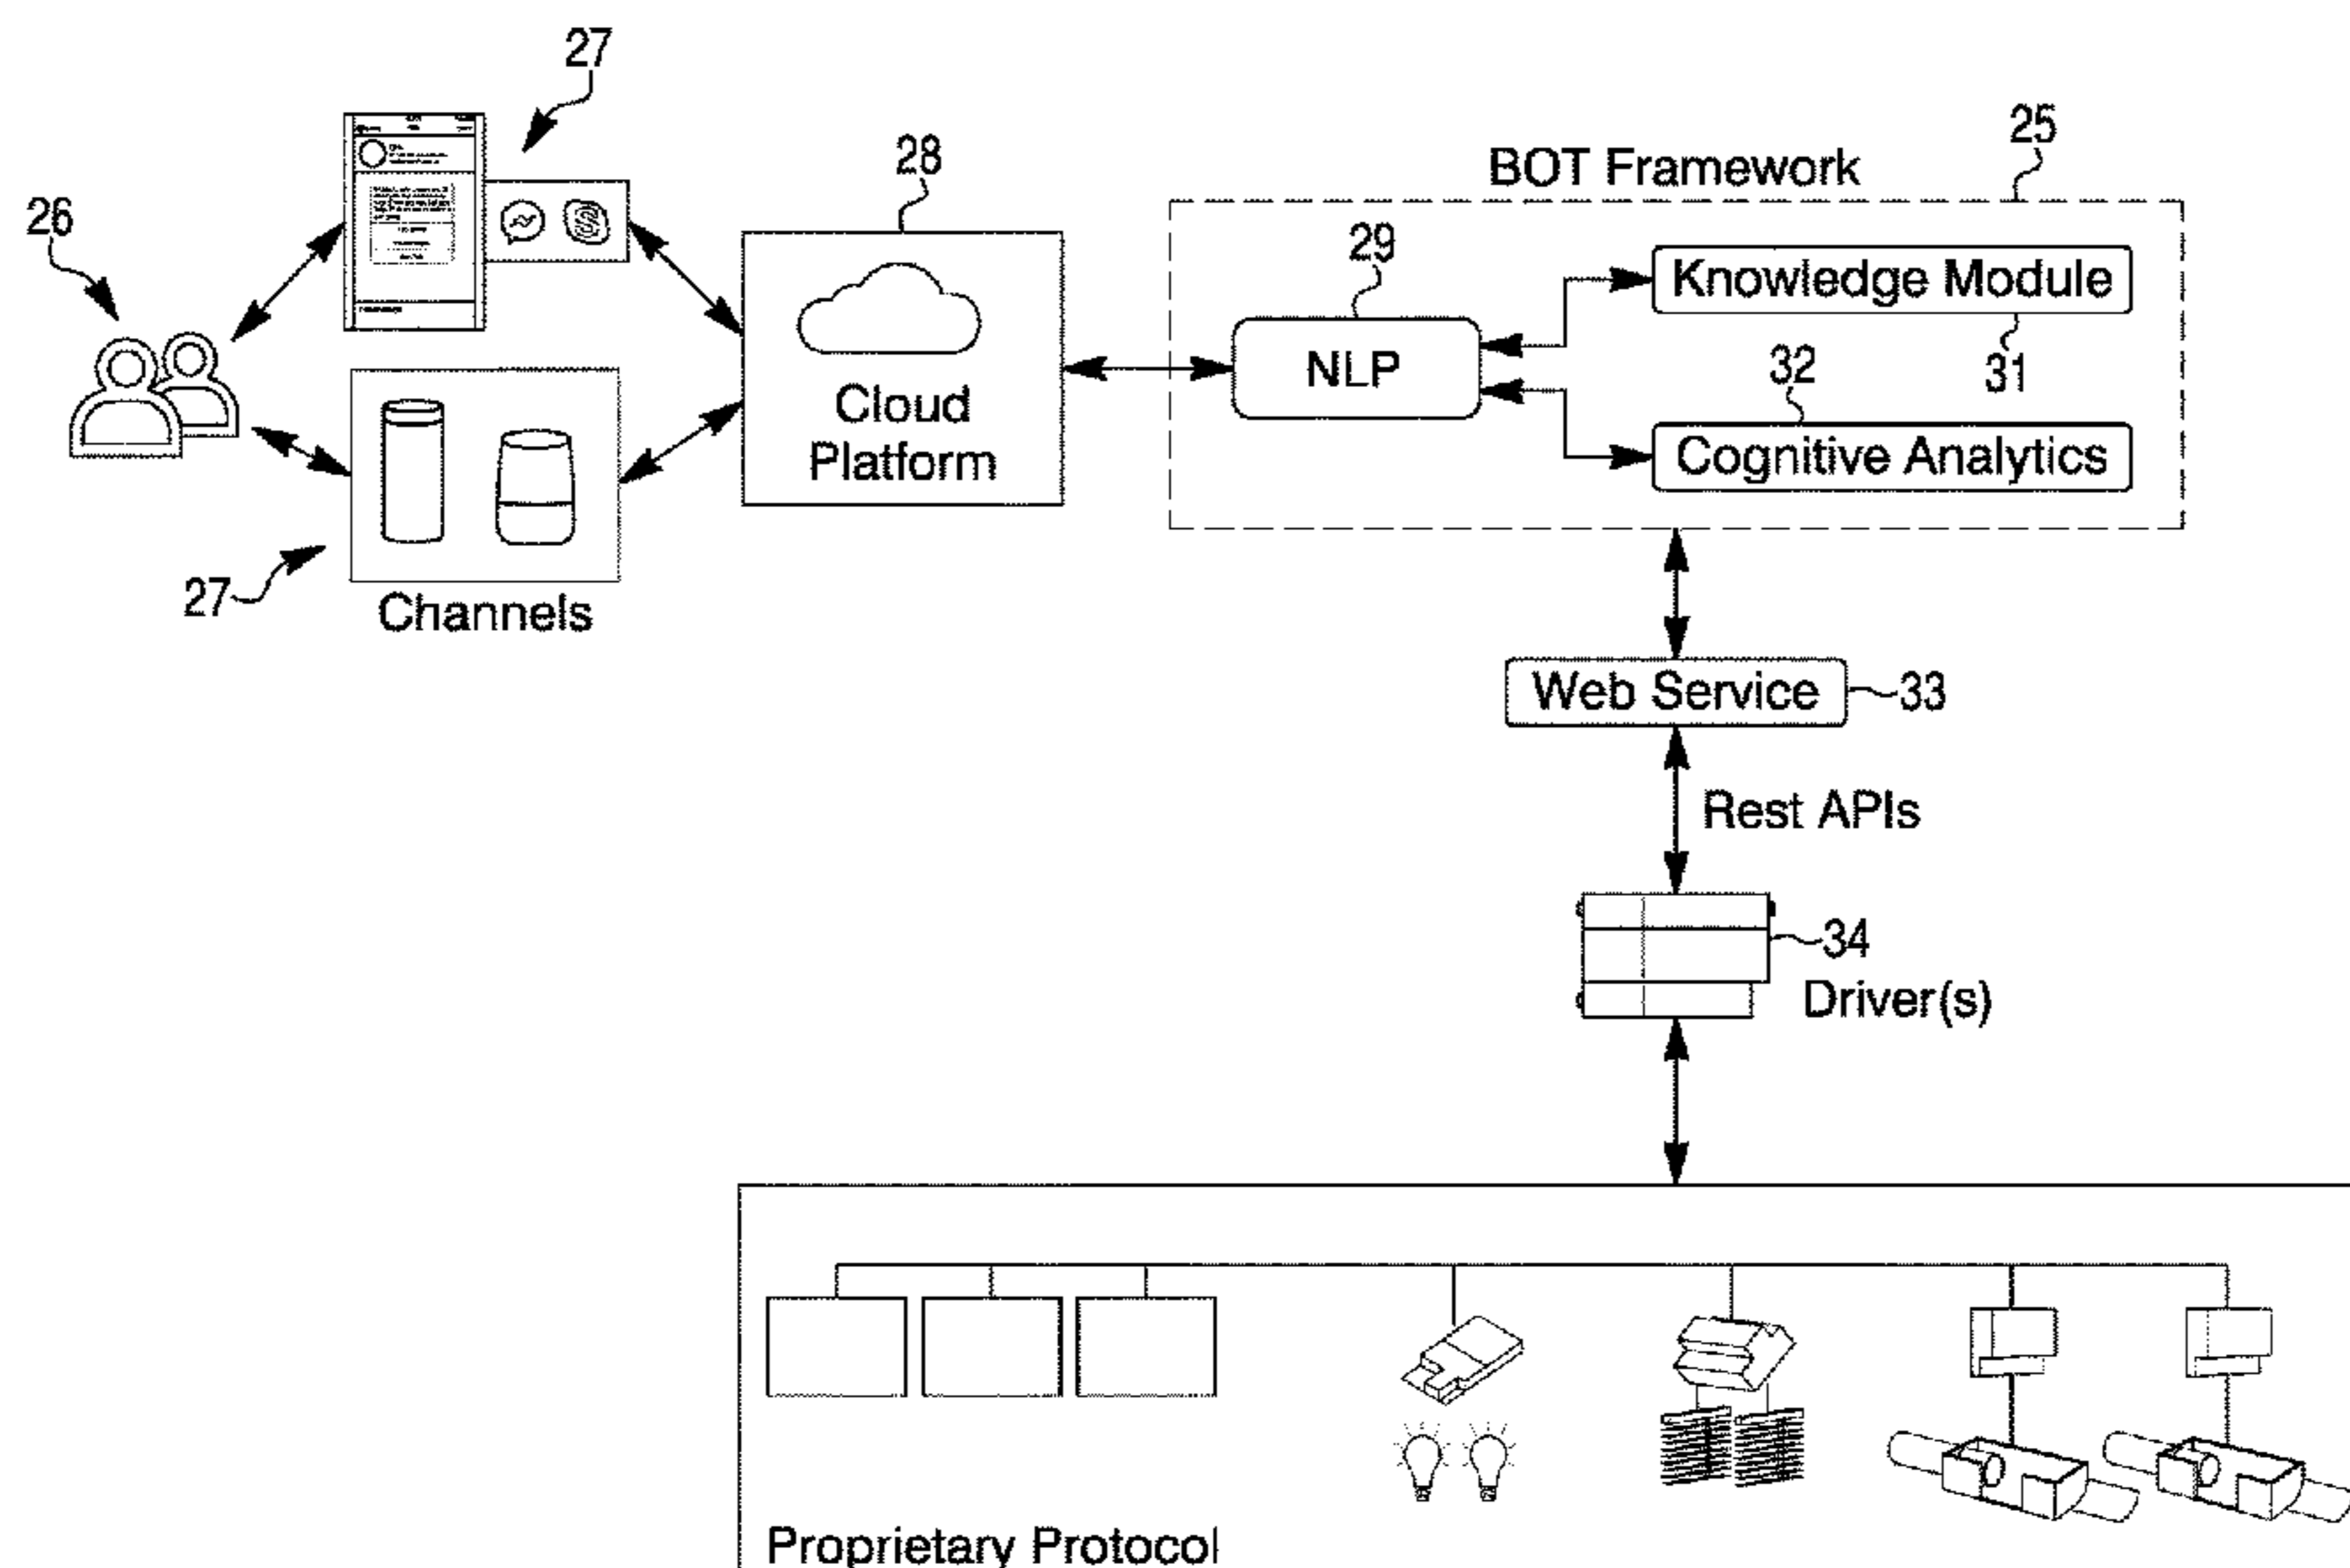 27
28
25
BOT Framework
26
29
Knowledge Module
NLP
31
32
Cloud
Platform
Cognitive Analytics
27
Channels
Web Service
33
Rest APIs
34
Driver(s)
Proprietary Protocol